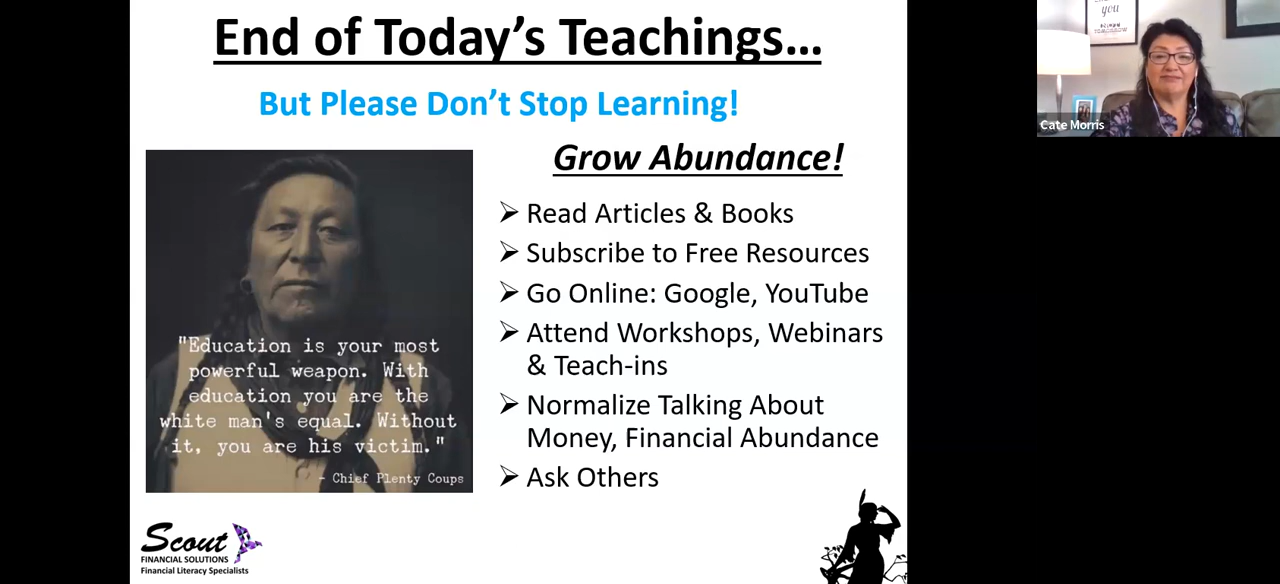 End of Today's Teachings...
But Please Don't Stop Learning!
Grow Abundance!
➢ Read Articles & Books
➢ Subscribe to Free Resources
➢ Go Online: Google, YouTube
➢ Attend Workshops, Webinars
& Teach-ins
➢ Normalize Talking About
Money, Financial Abundance
➢ Ask Others
"Education is your most
powerful weapon. With
education you are the
white man's equal. Without
it, you are his victim."
- Chief Plenty Coups
Scout
FINANCIAL SOLUTIONS
Financial Literacy Specialists
you
TOMORROW
Cate Morris